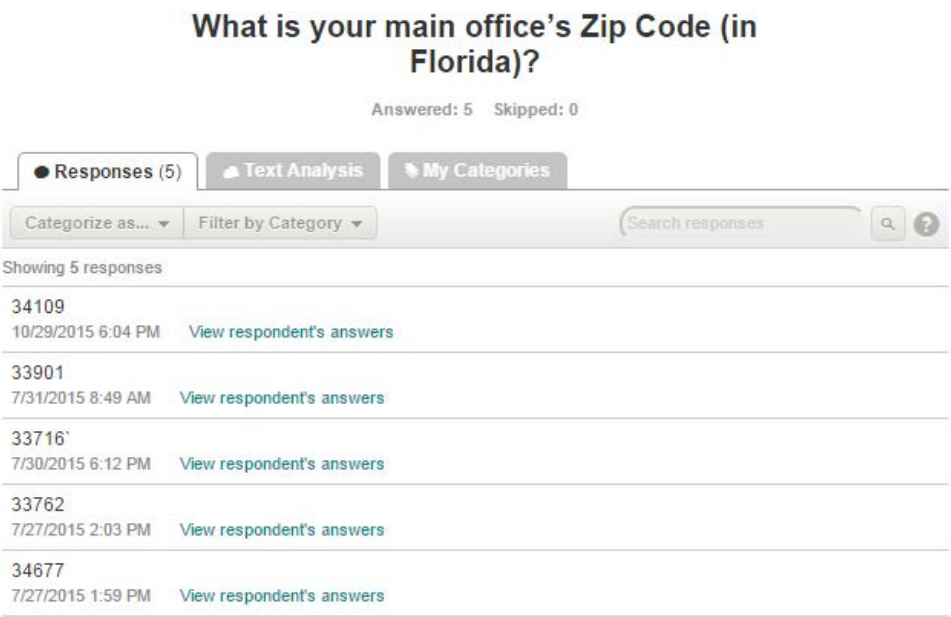 What is your main office’s Zip Code (in
Florida)?
Answered: 5 Skipped: 0
Responses (5) Text Analysis My Categories
Categorize as... Filter by Category Search responses ?
Showing 5 responses
34109
10/29/2015 6:04 PM View respondent's answers
33901
7/31/2015 8:49 AM View respondent's answers
33716`
7/30/2015 6:12 PM View respondent's answers
33762
7/27/2015 2:03 PM View respondent's answers
34677
7/27/2015 1:59 PM View respondent's answers